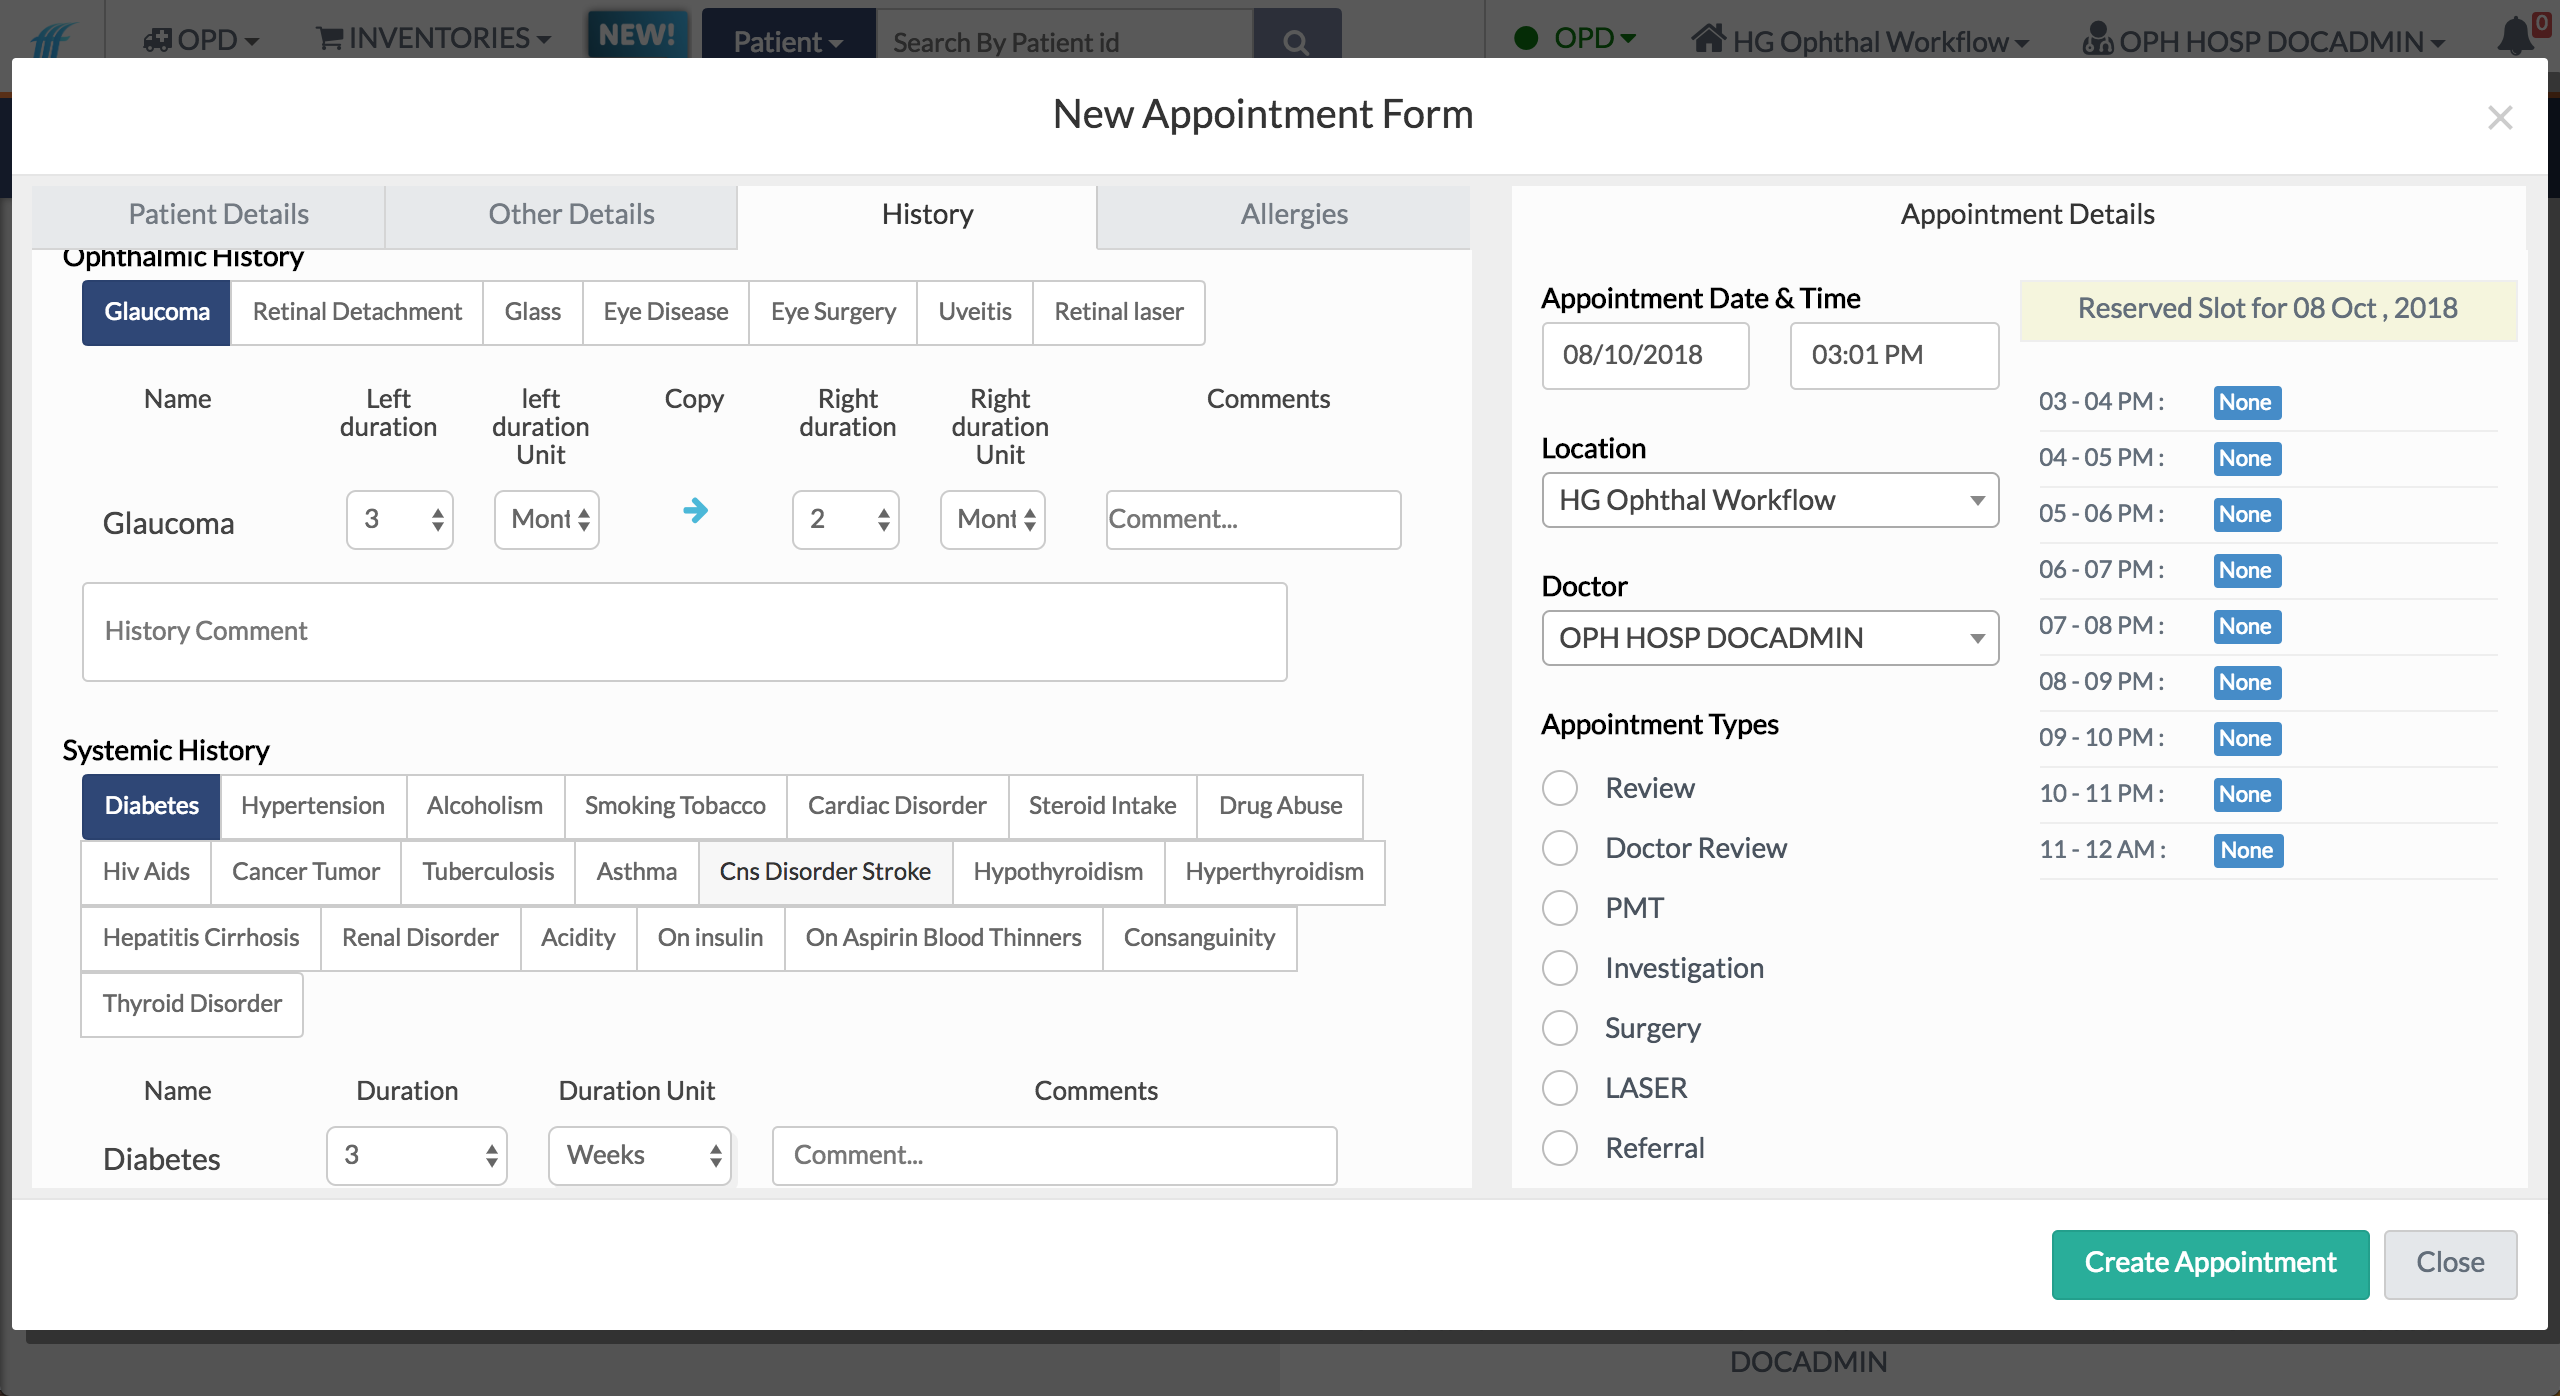 OPD INVENTORIES NEW! Patient Search By Patient id OPD HG Ophthal Workflow OPH HOSP DOCADMIN 0
New Appointment Form ×
Patient Details Other Details History Allergies
Ophthalmic History
Glaucoma Retinal Detachment Glass Eye Disease Eye Surgery Uveitis Retinal laser
Name Left duration left duration Unit Copy Right duration Right duration Unit Comments
Glaucoma 3 Mont 2 Mont Comment...
History Comment
Systemic History
Diabetes Hypertension Alcoholism Smoking Tobacco Cardiac Disorder Steroid Intake Drug Abuse
Hiv Aids Cancer Tumor Tuberculosis Asthma Cns Disorder Stroke Hypothyroidism Hyperthyroidism
Hepatitis Cirrhosis Renal Disorder Acidity On insulin On Aspirin Blood Thinners Consanguinity
Thyroid Disorder
Name Duration Duration Unit Comments
Diabetes 3 Weeks Comment...
Appointment Details
Appointment Date & Time
08/10/2018 03:01 PM
Location
HG Ophthal Workflow
Doctor
OPH HOSP DOCADMIN
Appointment Types
Review
Doctor Review
PMT
Investigation
Surgery
LASER
Referral
Reserved Slot for 08 Oct , 2018
03 - 04 PM : None
04 - 05 PM : None
05 - 06 PM : None
06 - 07 PM : None
07 - 08 PM : None
08 - 09 PM : None
09 - 10 PM : None
10 - 11 PM : None
11 - 12 AM : None
Create Appointment Close
DOCADMIN